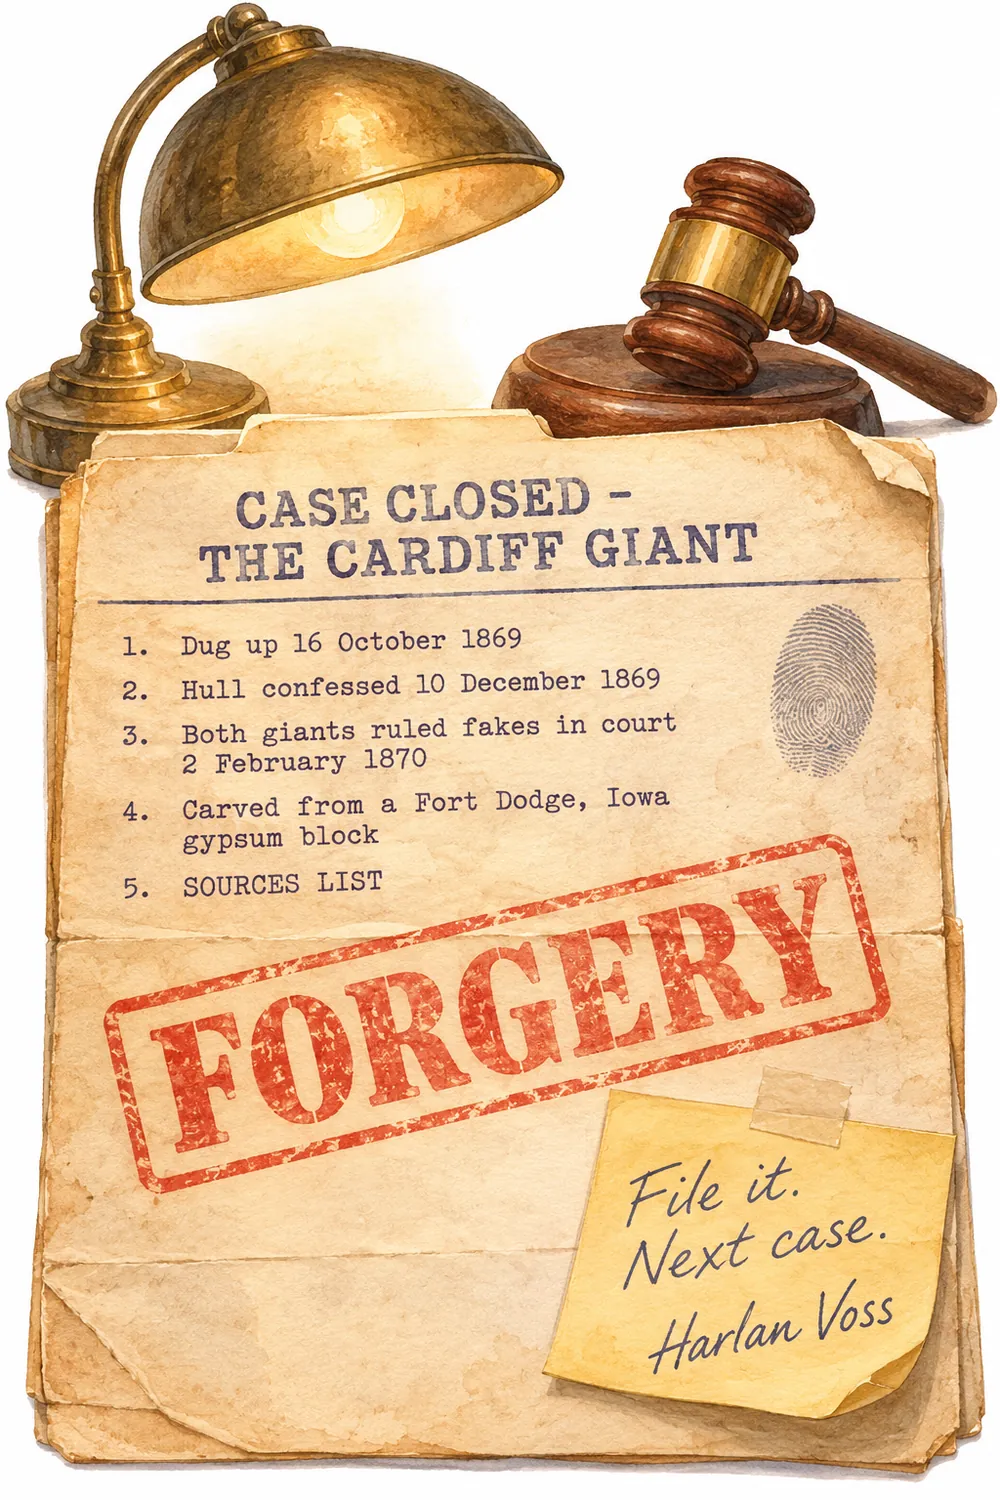 CASE CLOSED –
THE CARDIFF GIANT
1. Dug up 16 October 1869
2. Hull confessed 10 December 1869
3. Both giants ruled fakes in court
2 February 1870
4. Carved from a Fort Dodge, Iowa
gypsum block
5. SOURCES LIST
FORGERY
File it.
Next case.
Harlan Voss